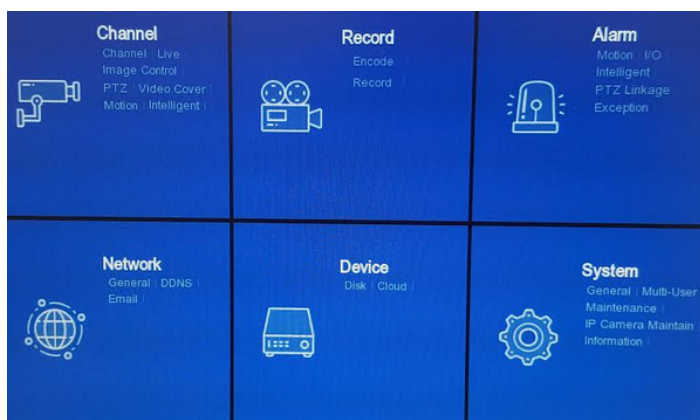 Channel
Channel | Live |
Image Control |
PTZ | Video Cover |
Motion | Intelligent |
Record
Encode |
Record |
Alarm
Motion | I/O |
Intelligent |
PTZ Linkage
Exception |
Network
General | DDNS |
Email |
Device
Disk | Cloud |
System
General | Multi-User
Maintenance |
IP Camera Maintain |
Information |